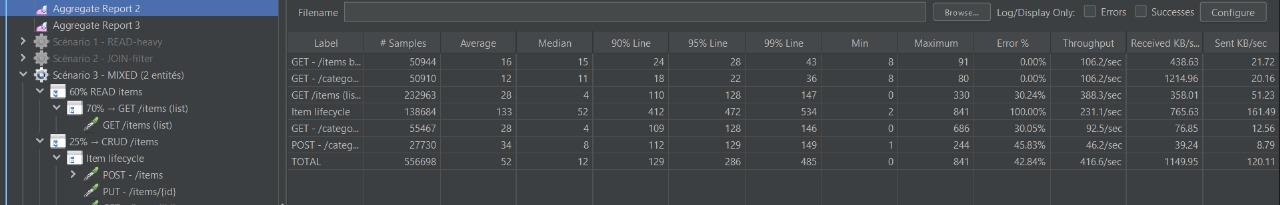 Aggregate Report 2
Aggregate Report 3
Scénario 1 - READ-heavy
Scénario 2 - JOIN-filter
Scénario 3 - MIXED (2 entités)
60% READ items
70% → GET /items (list)
GET /items (list)
25% → CRUD /items
Item lifecycle
POST - /items
PUT - /items/{id}
Filename Browse... Log/Display Only: Errors Successes Configure
Label # Samples Average Median 90% Line 95% Line 99% Line Min Maximum Error % Throughput Received KB/s... Sent KB/sec
GET - /items b... 50944 16 15 24 28 43 8 91 0.00% 106.2/sec 438.63 21.72
GET - /catego... 50910 12 11 18 22 36 8 80 0.00% 106.2/sec 1214.96 20.16
GET /items (lis... 232963 28 4 110 128 147 0 330 30.24% 388.3/sec 358.01 51.23
Item lifecycle 138684 133 52 412 472 534 2 841 100.00% 231.1/sec 765.63 161.49
GET - /catego... 55467 28 4 109 128 146 0 686 30.05% 92.5/sec 76.85 12.56
POST - /categ... 27730 34 8 112 129 149 1 244 45.83% 46.2/sec 39.24 8.79
TOTAL 556698 52 12 129 286 485 0 841 42.84% 416.6/sec 1149.95 120.11